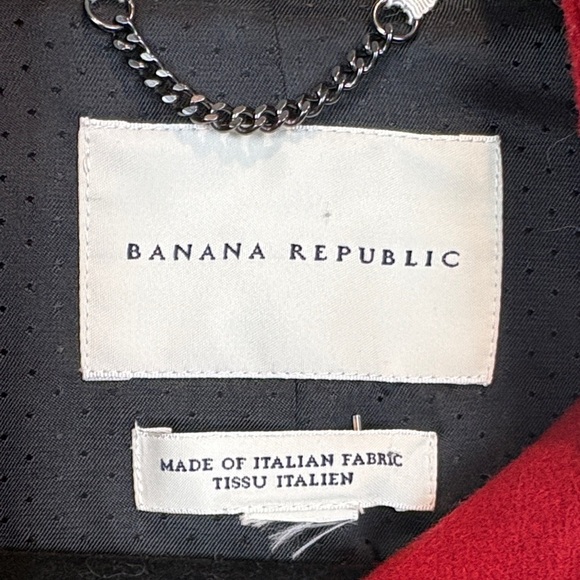 BANANA REPUBLIC
MADE OF ITALIAN FABRIC
TISSU ITALIEN